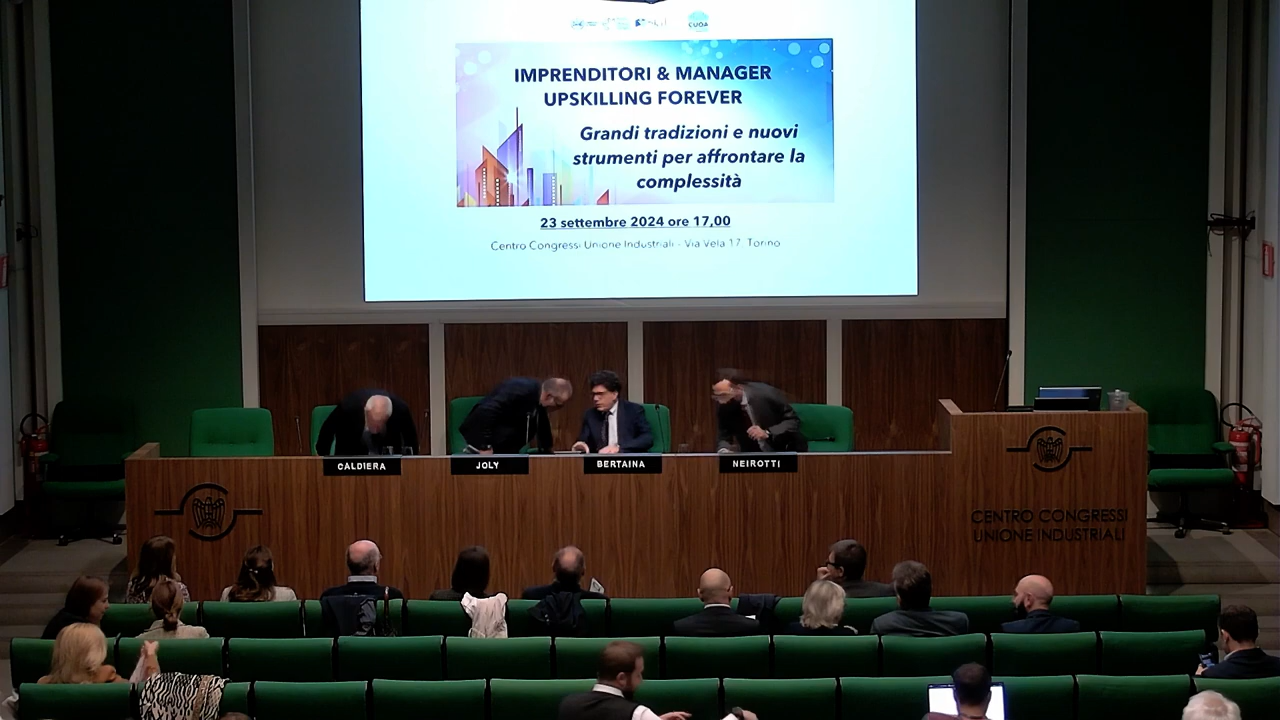 CUOA
IMPRENDITORI & MANAGER
UPSKILLING FOREVER
Grandi tradizioni e nuovi
strumenti per affrontare la
complessità
23 settembre 2024 ore 17,00
Centro Congressi Unione Industriali - Via Vela 17 Torino
CALDIERA
JOLY
BERTAINA
NEIROTTI
CENTRO CONGRESSI
UNIONE INDUSTRIALI